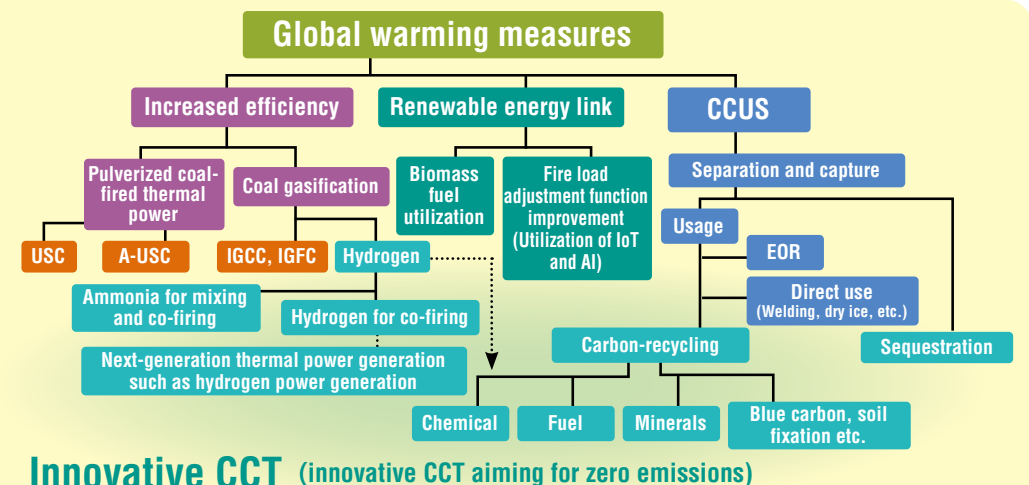 Global warming measures
Increased efficiency
Renewable energy link
CCUS
Pulverized coal-
fired thermal
power
Coal gasification
Biomass
fuel
utilization
Fire load
adjustment function
improvement
(Utilization of IoT
and AI)
Separation and capture
Usage
USC
A-USC
IGCC, IGFC
Hydrogen
EOR
Ammonia for mixing
and co-firing
Hydrogen for co-firing
Direct use
(Welding, dry ice, etc.)
Next-generation thermal power generation
such as hydrogen power generation
Carbon-recycling
Sequestration
Chemical
Fuel
Minerals
Blue carbon, soil
fixation etc.
Innovative CCT (innovative CCT aiming for zero emissions)